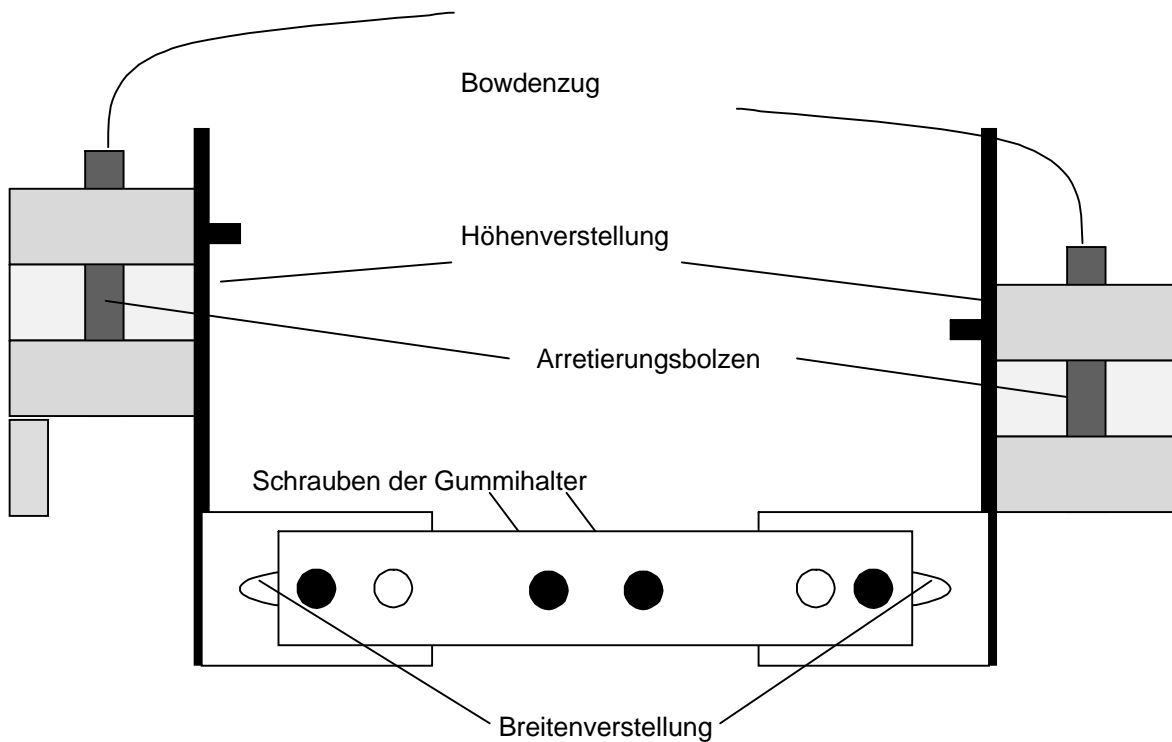 Bowdenzug
Höhenverstellung
Arretierungsbolzen
Schrauben der Gummihalter
Breitenverstellung